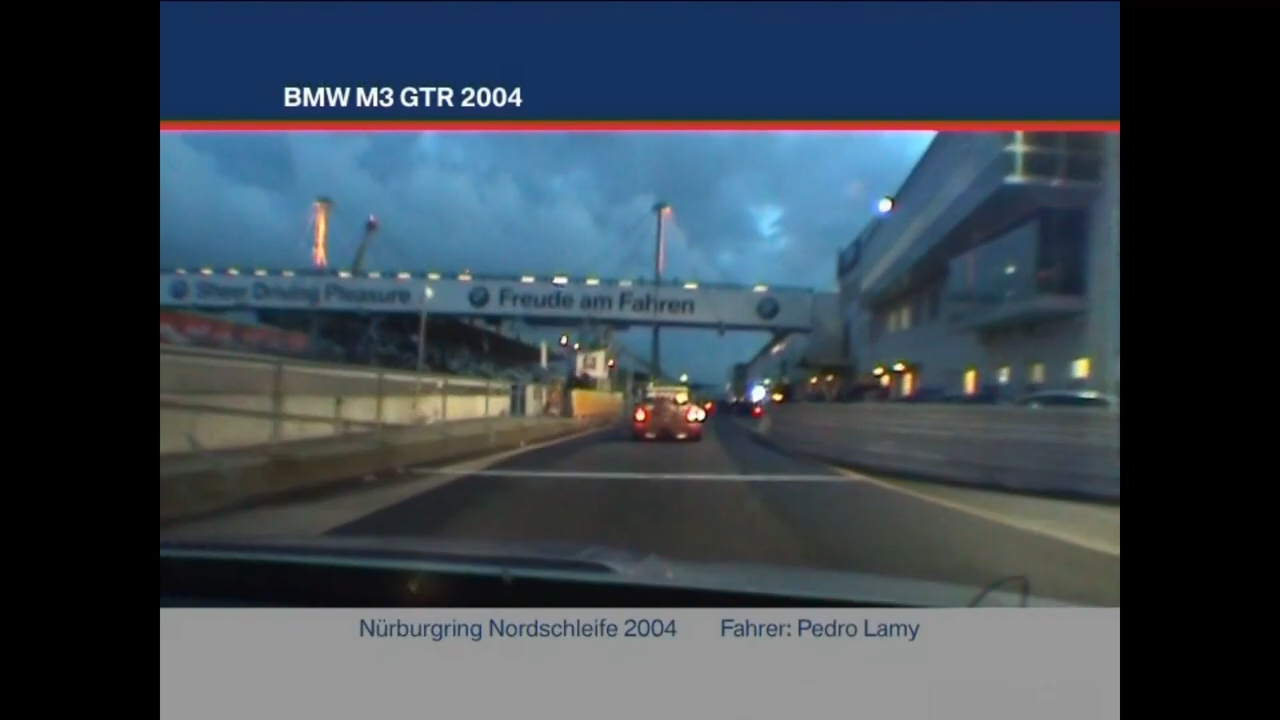 BMW M3 GTR 2004
Sheer Driving Pleasure
Freude am Fahren
Nürburgring Nordschleife 2004 Fahrer: Pedro Lamy